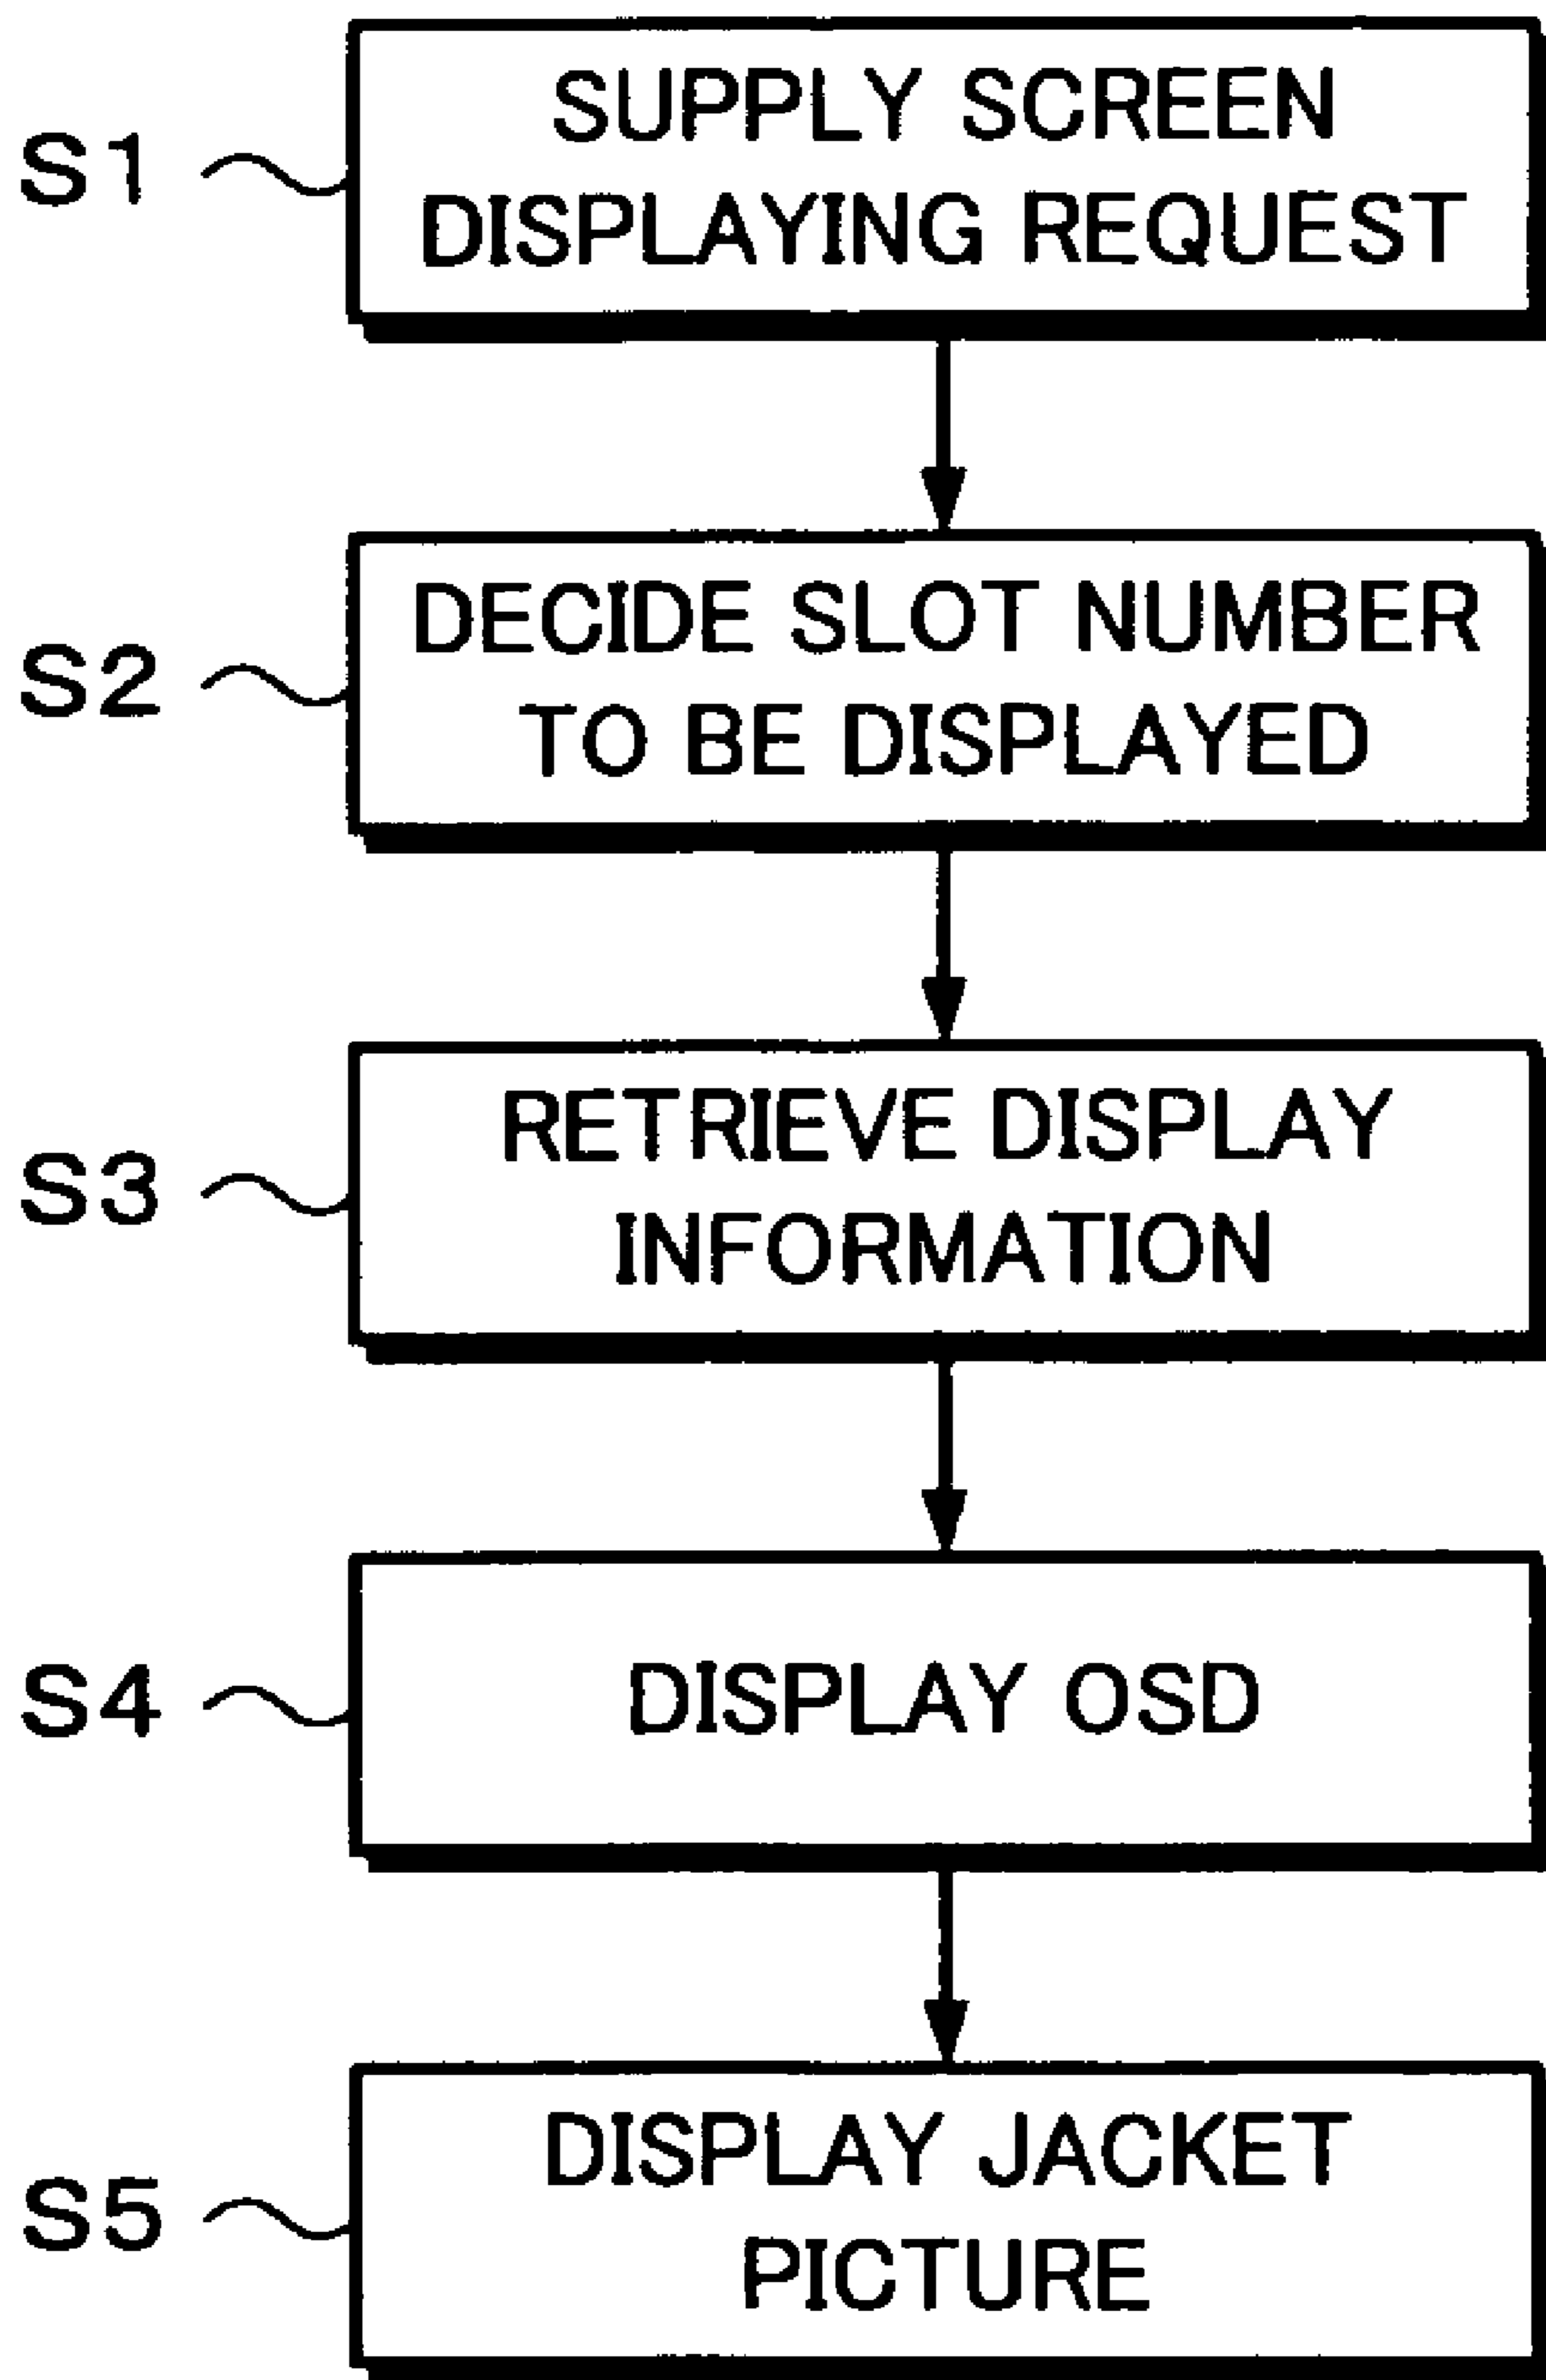 S1
SUPPLY SCREEN
DISPLAYING REQUEST
S2
DECIDE SLOT NUMBER
TO BE DISPLAYED
S3
RETRIEVE DISPLAY
INFORMATION
S4
DISPLAY OSD
S5
DISPLAY JACKET
PICTURE